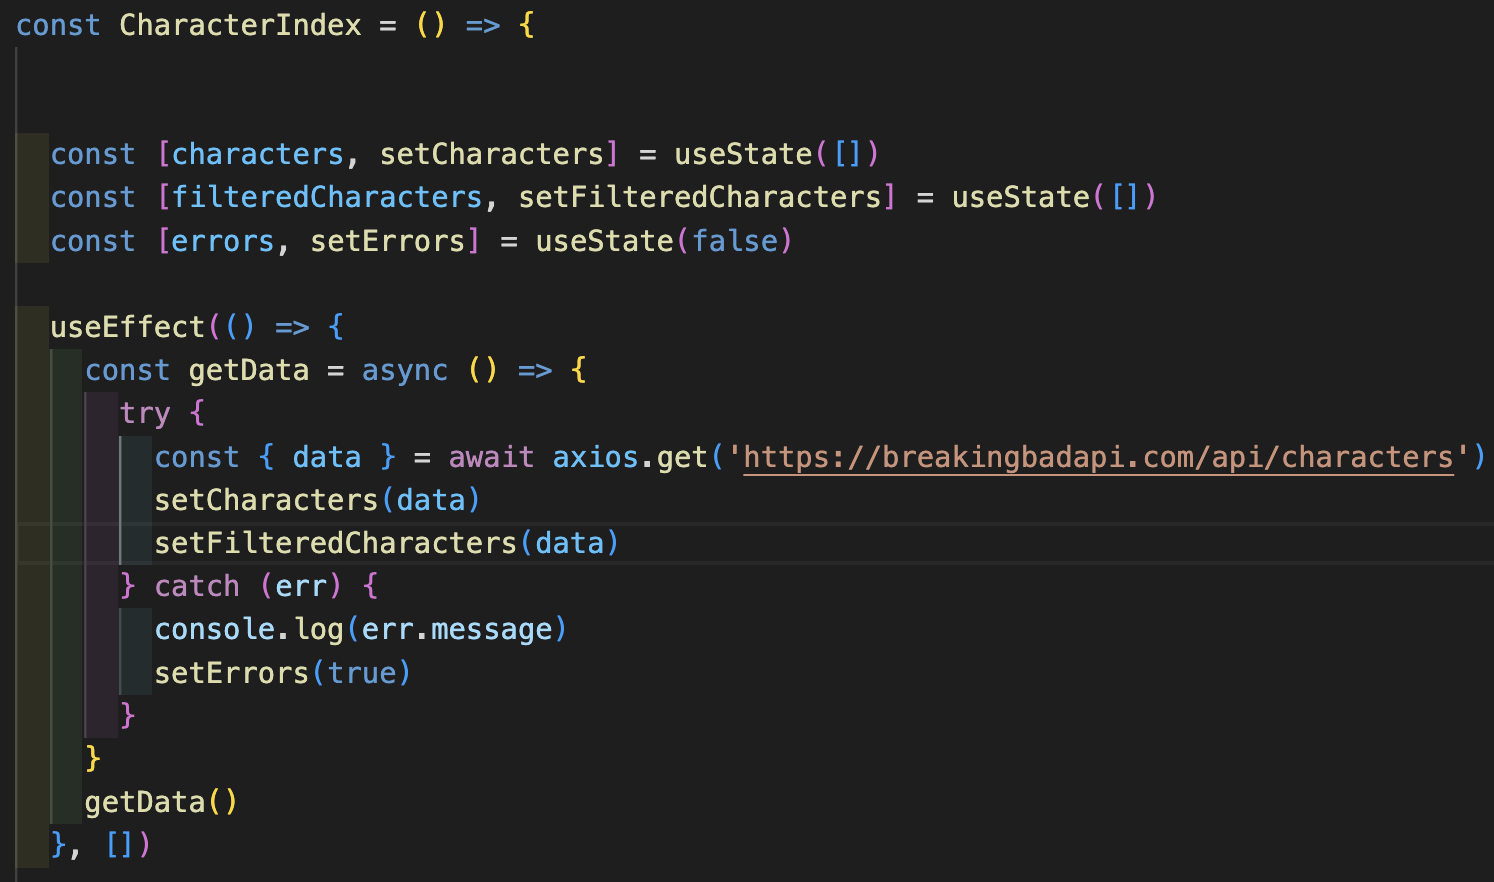 const CharacterIndex = () => {
const [characters, setCharacters] = useState([])
const [filteredCharacters, setFilteredCharacters] = useState([])
const [errors, setErrors] = useState(false)
useEffect(() => {
const getData = async () => {
try {
const { data } = await axios.get('https://breakingbadapi.com/api/characters')
setCharacters(data)
setFilteredCharacters(data)
} catch (err) {
console.log(err.message)
setErrors(true)
}
}
getData()
}, [])